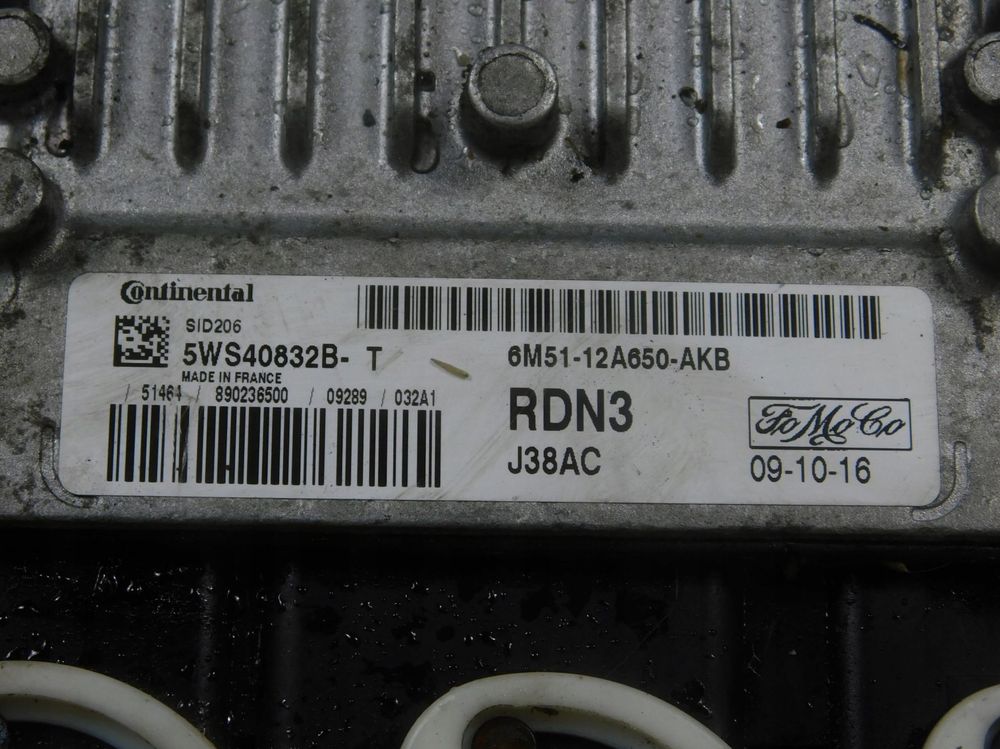 Continental
SID206
5WS40832B- T
MADE IN FRANCE
/ 51464 / 890236500 / 09289 / 032A1
6M51-12A650-AKB
RDN3
J38AC
FoMoCo
09-10-16